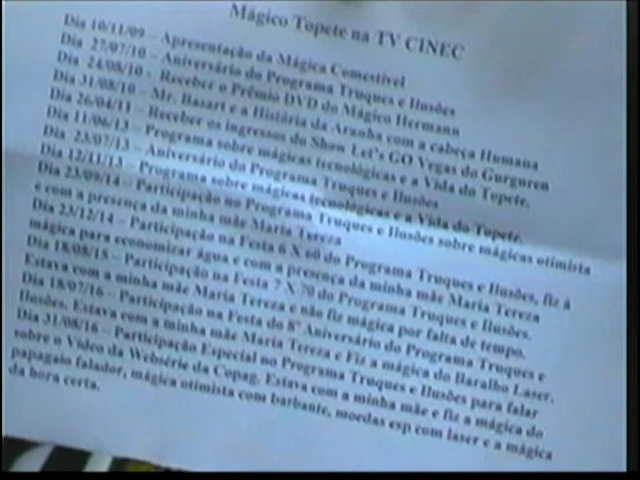 Mágico Topete na TV CINEC
Dia 10/11/09 – Apresentação da Mágica Comestível
Dia 27/07/10 – Aniversário do Programa Truques e Ilusões
Dia 24/08/10 – Receber o Prêmio DVD do Mágico Hermann
Dia 31/08/10 – Mr. Basart e a História da Aranha com a cabeça Humana
Dia 26/04/11 – Receber os ingressos do Show Let's GO Vegas do Gurguren
Dia 11/06/13 – Programa sobre mágicas tecnológicas e a Vida do Topete.
Dia 23/07/13 – Aniversário do Programa Truques e Ilusões
Dia 12/11/13 – Programa sobre mágicas tecnológicas e a Vida do Topete.
Dia 23/09/14 – Participação no Programa Truques e Ilusões sobre mágicas otimista
e com a presença da minha mãe Maria Tereza
Dia 23/12/14 – Participação na Festa 6 X 60 do Programa Truques e Ilusões, fiz a
mágica para economizar água e com a presença da minha mãe Maria Tereza
Dia 18/08/15 – Participação na Festa 7 X 70 do Programa Truques e Ilusões.
Estava com a minha mãe Maria Tereza e não fiz mágica por falta de tempo.
Dia 18/07/16 – Participação na Festa do 8º Aniversário do Programa Truques e
Ilusões. Estava com a minha mãe Maria Tereza e Fiz a mágica do Baralho Laser.
Dia 31/08/16 – Participação Especial no Programa Truques e Ilusões para falar
sobre o Vídeo da Websérie da Copag. Estava com a minha mãe e fiz a mágica do
papagaio falador, mágica otimista com barbante, moedas esp com laser e a mágica
da hora certa.